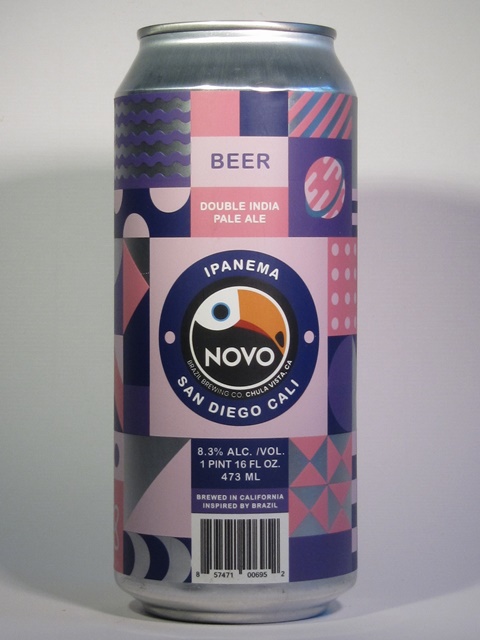 BEER
DOUBLE INDIA
PALE ALE
IPANEMA
NOVO
BRAZIL BREWING CO. CHULA VISTA, CA
SAN DIEGO CALI
8.3% ALC. /VOL.
1 PINT 16 FL OZ.
473 ML
BREWED IN CALIFORNIA
INSPIRED BY BRAZIL
8 57471 00695 2